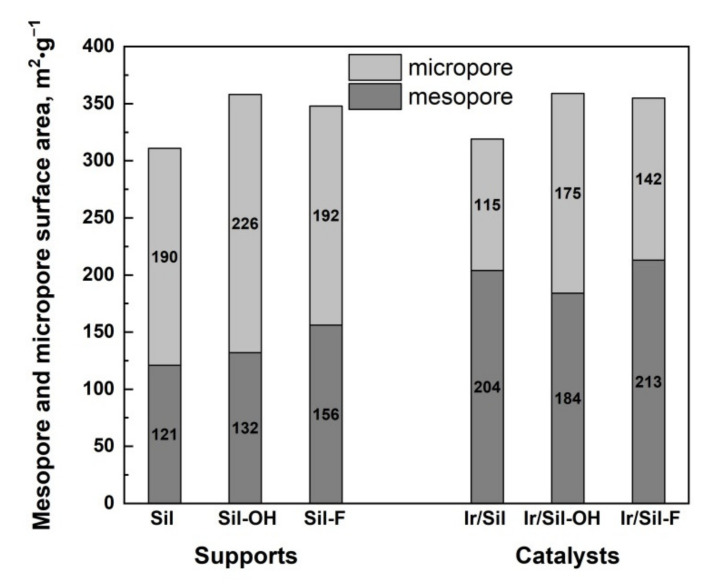 Mesopore and micropore surface area, m²·g⁻¹
400
350
300
250
200
150
100
50
0
micropore
mesopore
190
121
226
132
192
156
115
204
175
184
142
213
Sil
Sil-OH
Sil-F
Ir/Sil
Ir/Sil-OH
Ir/Sil-F
Supports
Catalysts